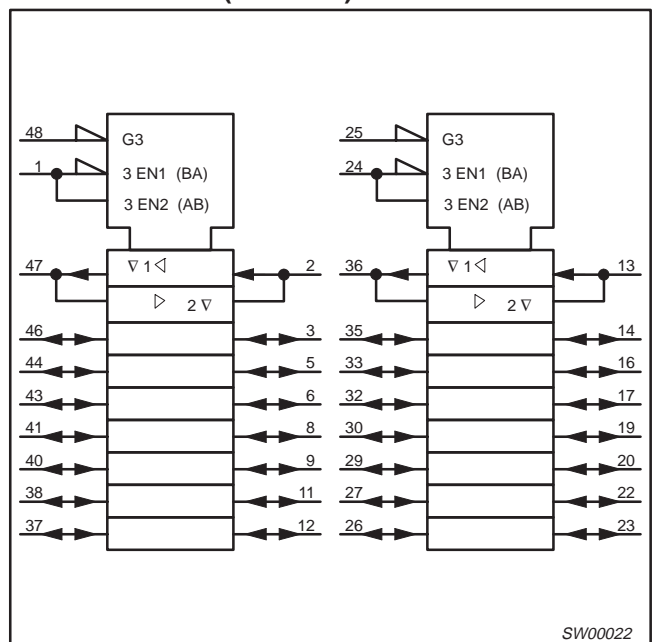 48 G3
1 3 EN1 (BA)
3 EN2 (AB)
47 ∇ 1 ◁ 2
▷ 2 ∇
46 3
44 5
43 6
41 8
40 9
38 11
37 12
25 G3
24 3 EN1 (BA)
3 EN2 (AB)
36 ∇ 1 ◁ 13
▷ 2 ∇
35 14
33 16
32 17
30 19
29 20
27 22
26 23
SW00022